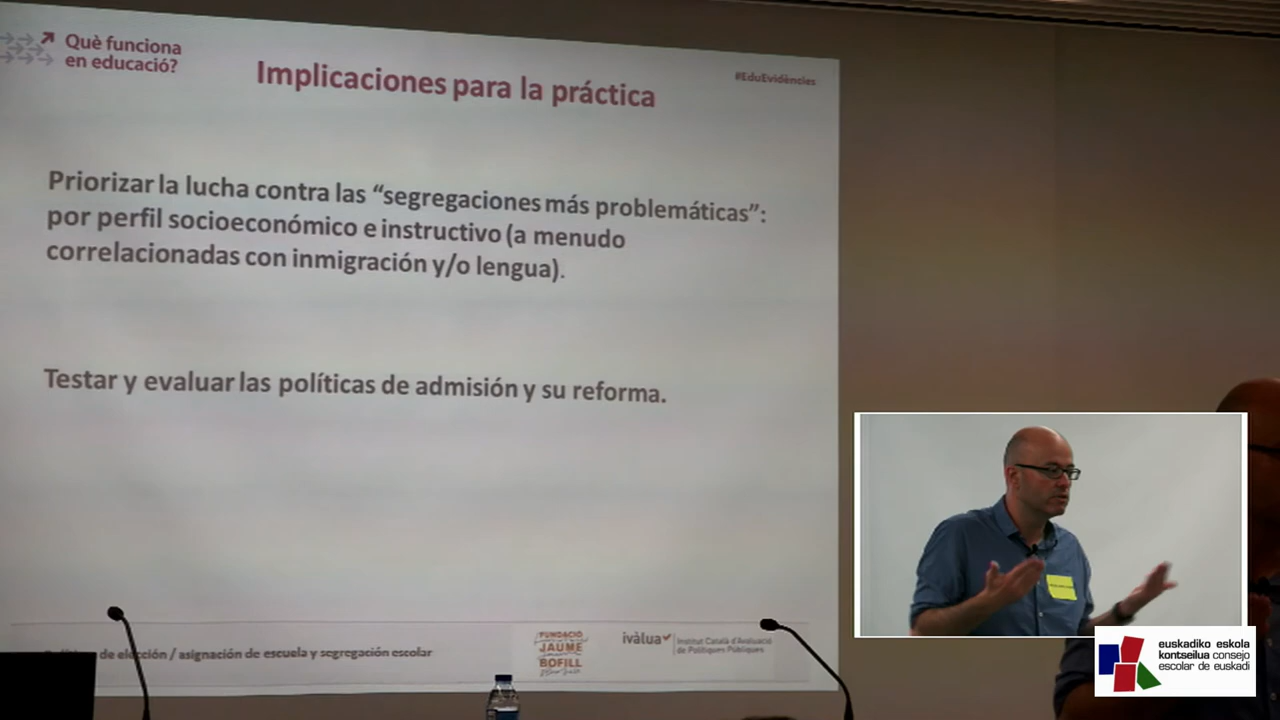 Què funciona
en educació?
#EduEvidències
Implicaciones para la práctica
Priorizar la lucha contra las “segregaciones más problemáticas”:
por perfil socioeconómico e instructivo (a menudo
correlacionadas con inmigración y/o lengua).
Testar y evaluar las políticas de admisión y su reforma.
de elección / asignación de escuela y segregación escolar
FUNDACIÓ
JAUME
BOFILL
ivàlua
Institut Català d'Avaluació
de Polítiques Públiques
euskadiko eskola
kontseilua consejo
escolar de euskadi